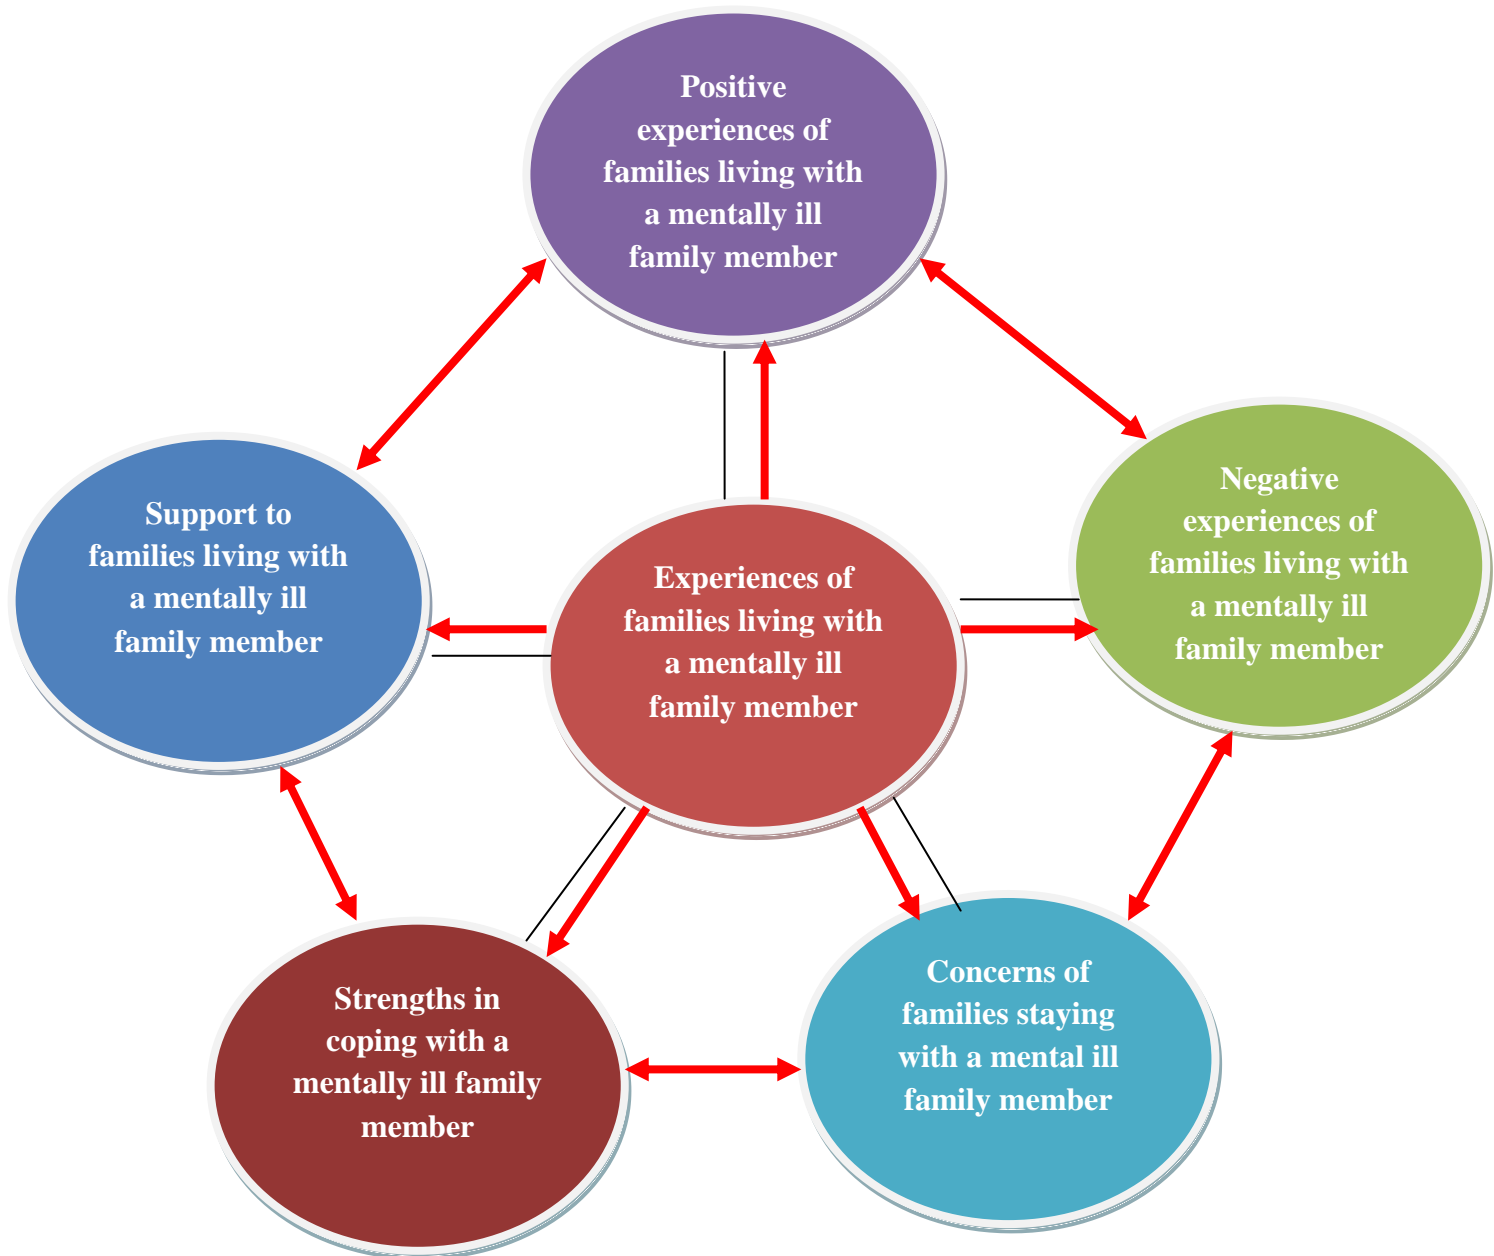 Positive
experiences of
families living with
a mentally ill
family member
Support to
families living with
a mentally ill
family member
Negative
experiences of
families living with
a mentally ill
family member
Experiences of
families living with
a mentally ill
family member
Strengths in
coping with a
mentally ill family
member
Concerns of
families staying
with a mental ill
family member